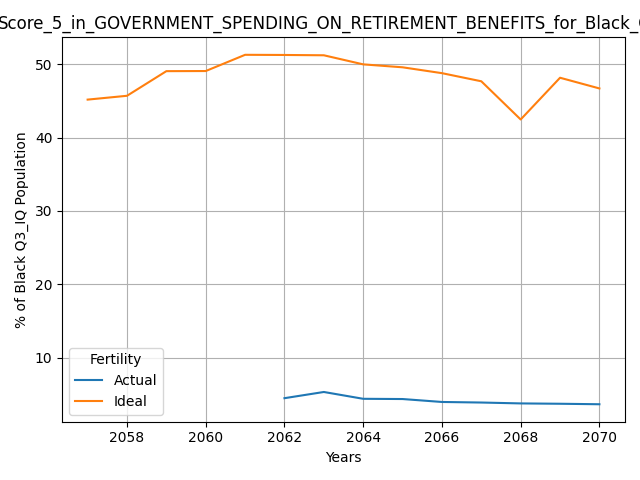 Score_5_in_GOVERNMENT_SPENDING_ON_RETIREMENT_BENEFITS_for_Black_
% of Black Q3_IQ Population
50
40
30
20
10
Fertility
Actual
Ideal
2058 2060 2062 2064 2066 2068 2070
Years